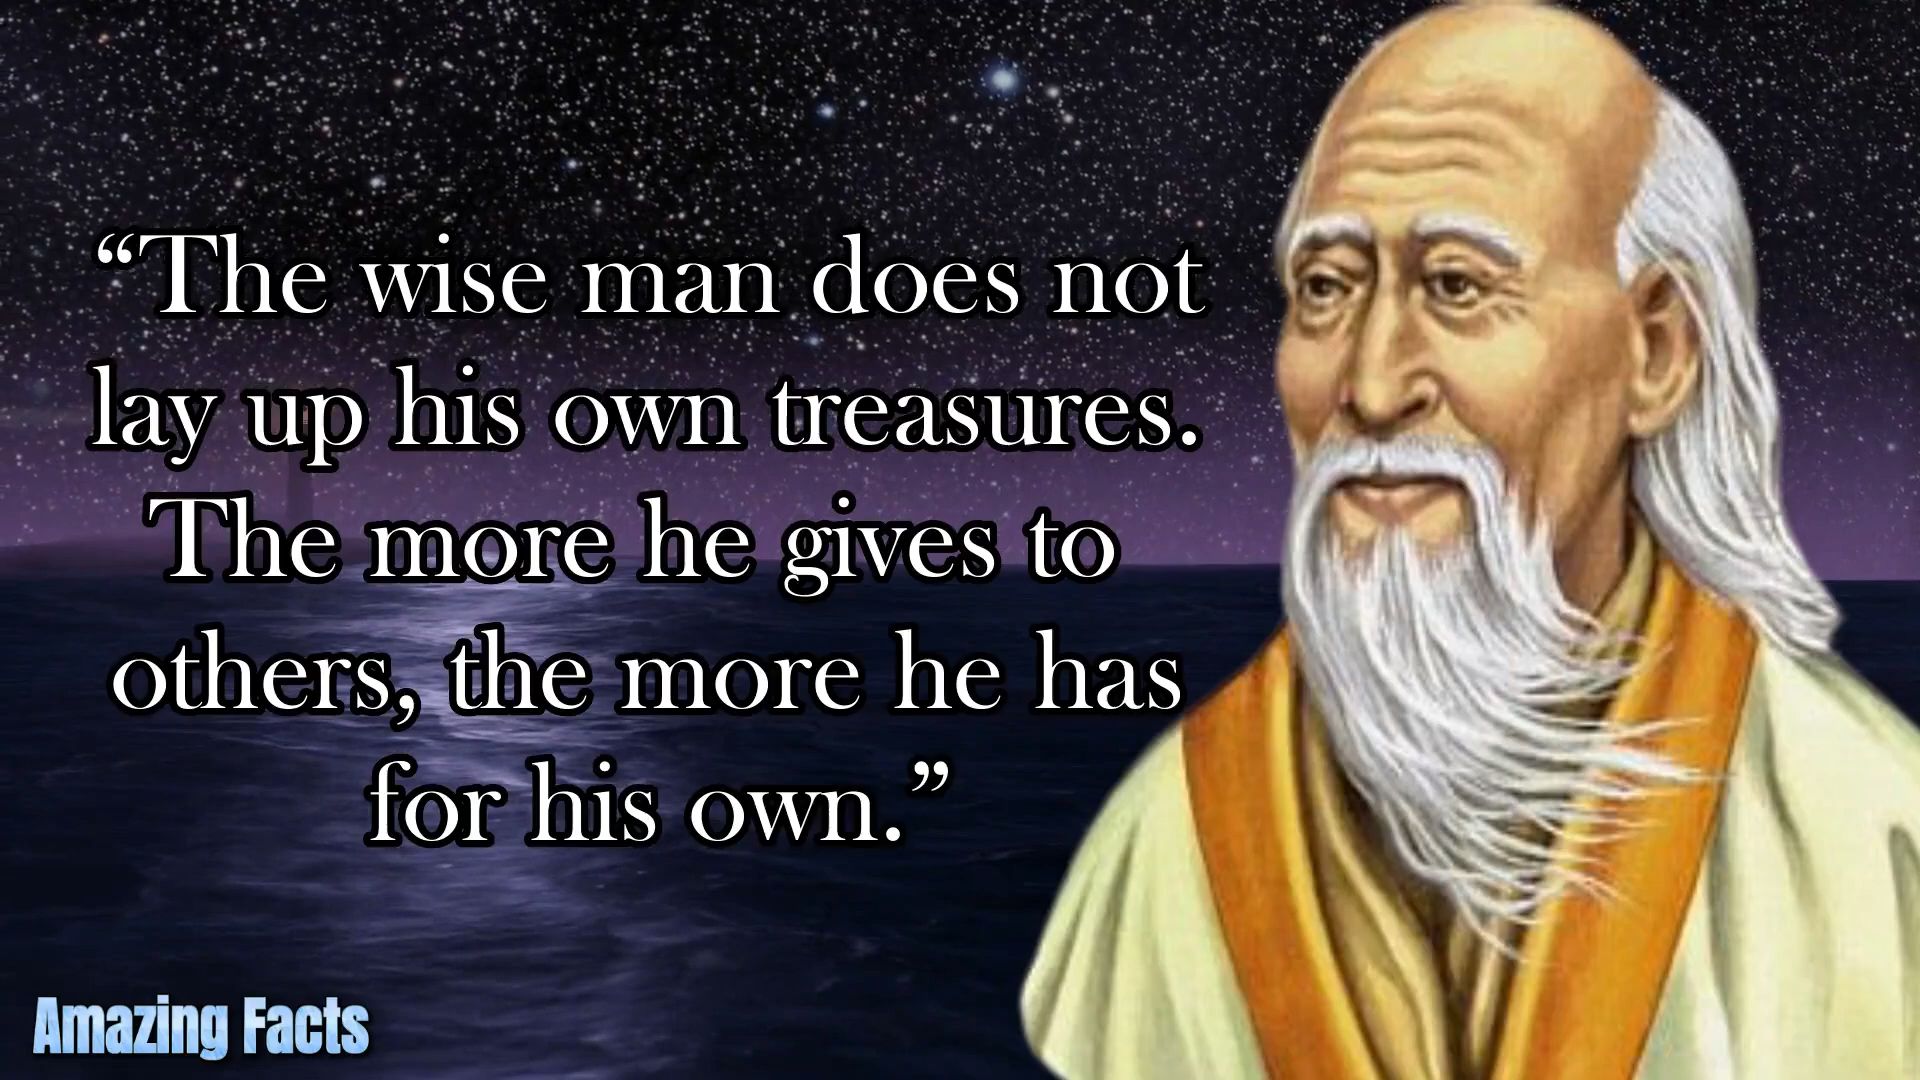 “The wise man does not
lay up his own treasures.
The more he gives to
others, the more he has
for his own.”
Amazing Facts